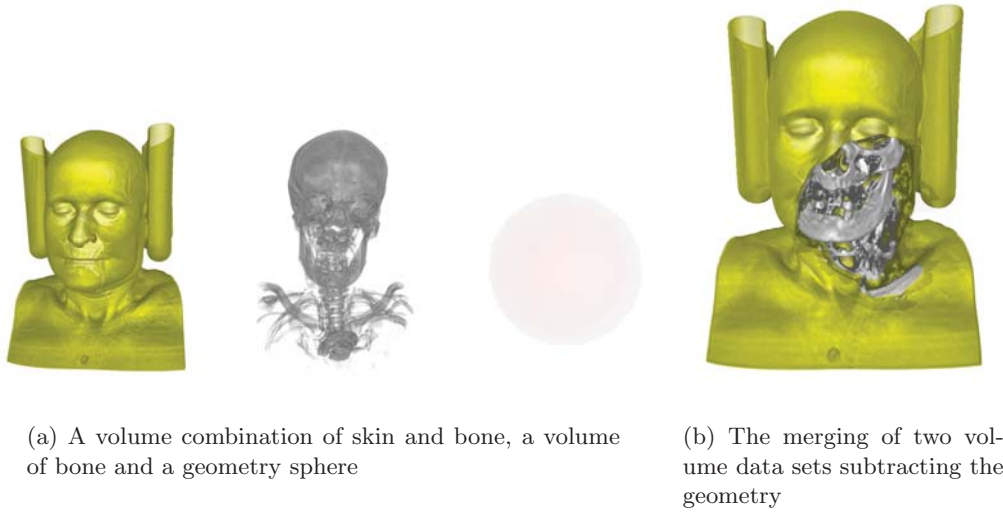 (a) A volume combination of skin and bone, a volume
of bone and a geometry sphere
(b) The merging of two vol-
ume data sets subtracting the
geometry